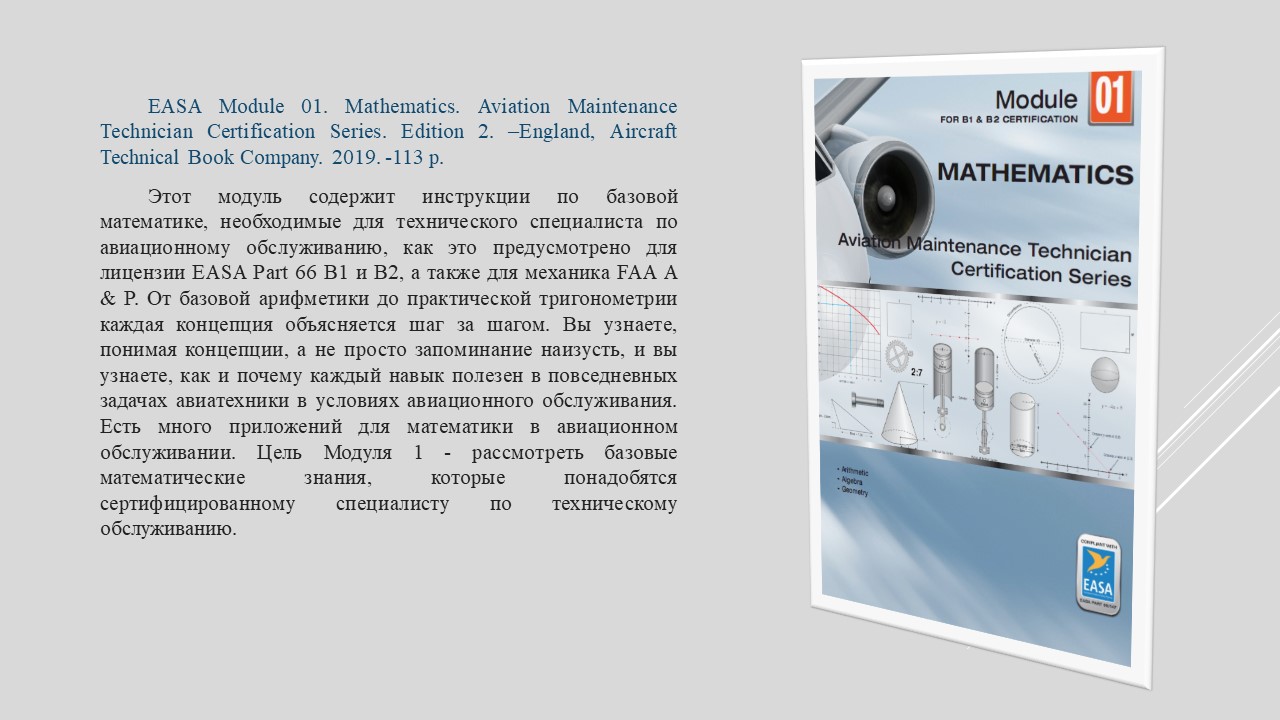 EASA Module 01. Mathematics. Aviation Maintenance
Technician Certification Series. Edition 2. –England, Aircraft
Technical Book Company. 2019. -113 p.
Этот модуль содержит инструкции по базовой
математике, необходимые для технического специалиста по
авиационному обслуживанию, как это предусмотрено для
лицензии EASA Part 66 B1 и B2, а также для механика FAA A
& P. От базовой арифметики до практической тригонометрии
каждая концепция объясняется шаг за шагом. Вы узнаете,
понимая концепции, а не просто запоминание наизусть, и вы
узнаете, как и почему каждый навык полезен в повседневных
задачах авиатехники в условиях авиационного обслуживания.
Есть много приложений для математики в авиационном
обслуживании. Цель Модуля 1 - рассмотреть базовые
математические знания, которые понадобятся
сертифицированному специалисту по техническому
обслуживанию.
Module 01
FOR B1 & B2 CERTIFICATION
MATHEMATICS
Aviation Maintenance Technician
Certification Series
2:7
- Arithmetic
- Algebra
- Geometry
COMPLIANT WITH
EASA